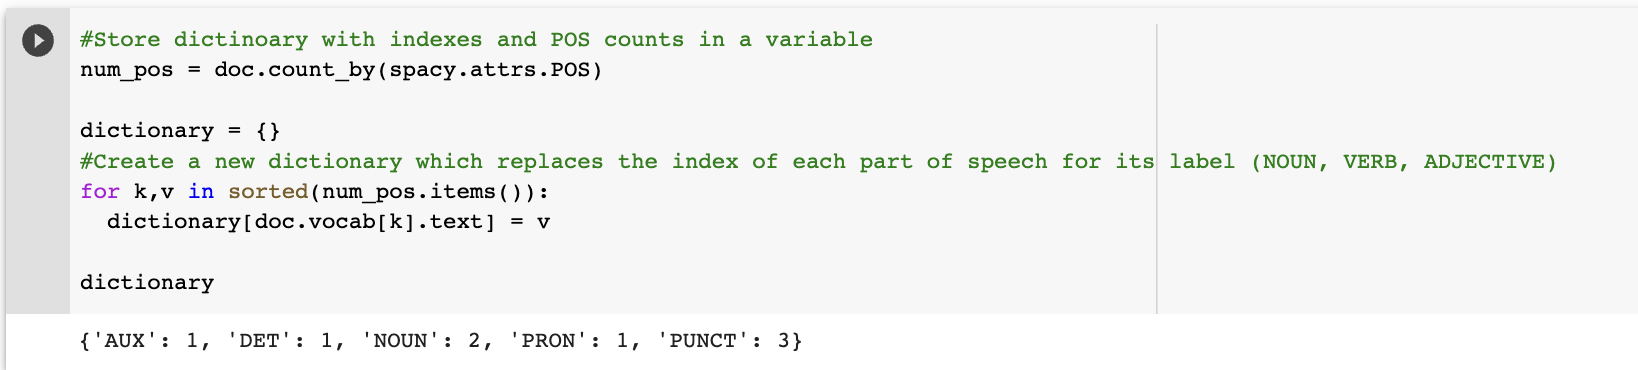 #Store dictinoary with indexes and POS counts in a variable
num_pos = doc.count_by(spacy.attrs.POS)
dictionary = {}
#Create a new dictionary which replaces the index of each part of speech for its label (NOUN, VERB, ADJECTIVE)
for k,v in sorted(num_pos.items()):
  dictionary[doc.vocab[k].text] = v
dictionary
{'AUX': 1, 'DET': 1, 'NOUN': 2, 'PRON': 1, 'PUNCT': 3}